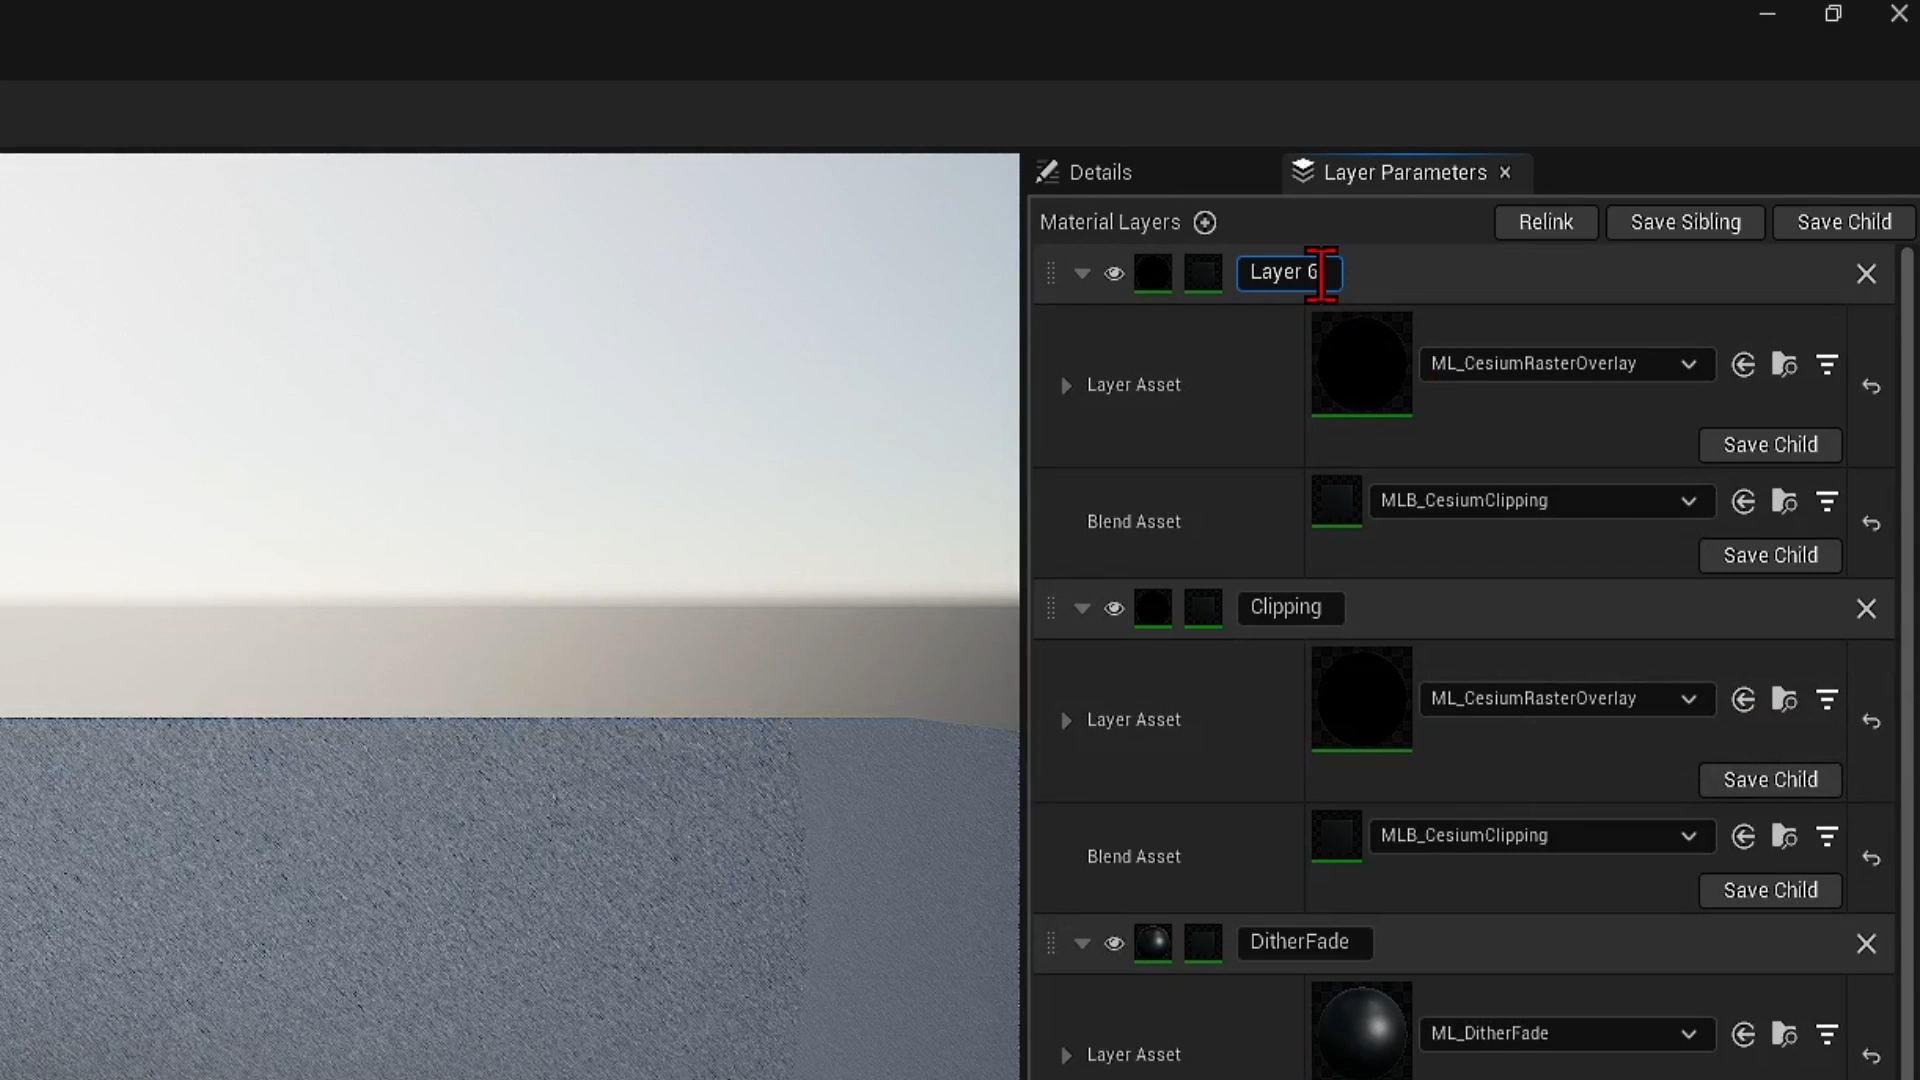 Details
Layer Parameters
Material Layers
Relink
Save Sibling
Save Child
Layer 6
Layer Asset
ML_CesiumRasterOverlay
Save Child
Blend Asset
MLB_CesiumClipping
Save Child
Clipping
Layer Asset
ML_CesiumRasterOverlay
Save Child
Blend Asset
MLB_CesiumClipping
Save Child
DitherFade
Layer Asset
ML_DitherFade